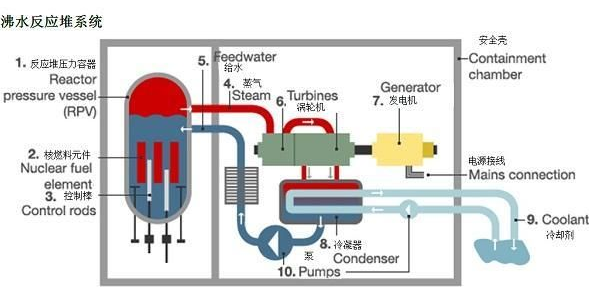 沸水反应堆系统
1. 反应堆压力容器
Reactor
pressure vessel
(RPV)
2. 核燃料元件
Nuclear fuel
element
3. 控制棒
Control rods
5. Feedwater
给水
4. 蒸气
Steam
6. Turbines
涡轮机
Generator
7. 发电机
安全壳
Containment
chamber
电源接线
Mains connection
8. 冷凝器
Condenser
9. Coolant
冷却剂
泵
10. Pumps